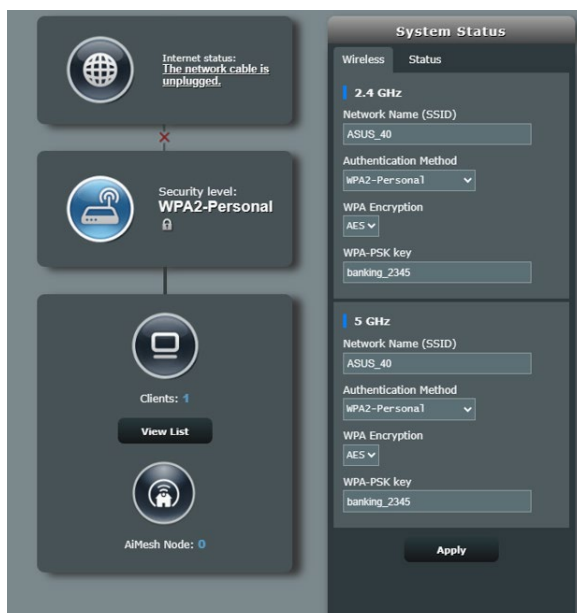 Internet status:
The network cable is
unplugged.
Security level:
WPA2-Personal
Clients: 1
View List
AiMesh Node: 0
System Status
Wireless
Status
2.4 GHz
Network Name (SSID)
ASUS_40
Authentication Method
WPA2-Personal
WPA Encryption
AES
WPA-PSK key
banking_2345
5 GHz
Network Name (SSID)
ASUS_40
Authentication Method
WPA2-Personal
WPA Encryption
AES
WPA-PSK key
banking_2345
Apply